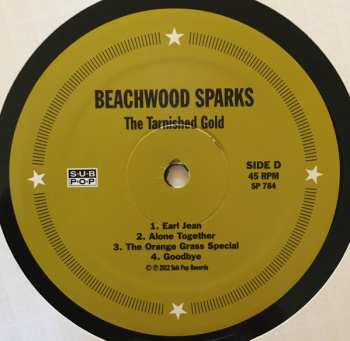 BEACHWOOD SPARKS
The Tarnished Gold
SUB
POP
SIDE D
45 RPM
SP 784
1. Earl Jean
2. Alone Together
3. The Orange Grass Special
4. Goodbye
© ℗ 2012 Sub Pop Records